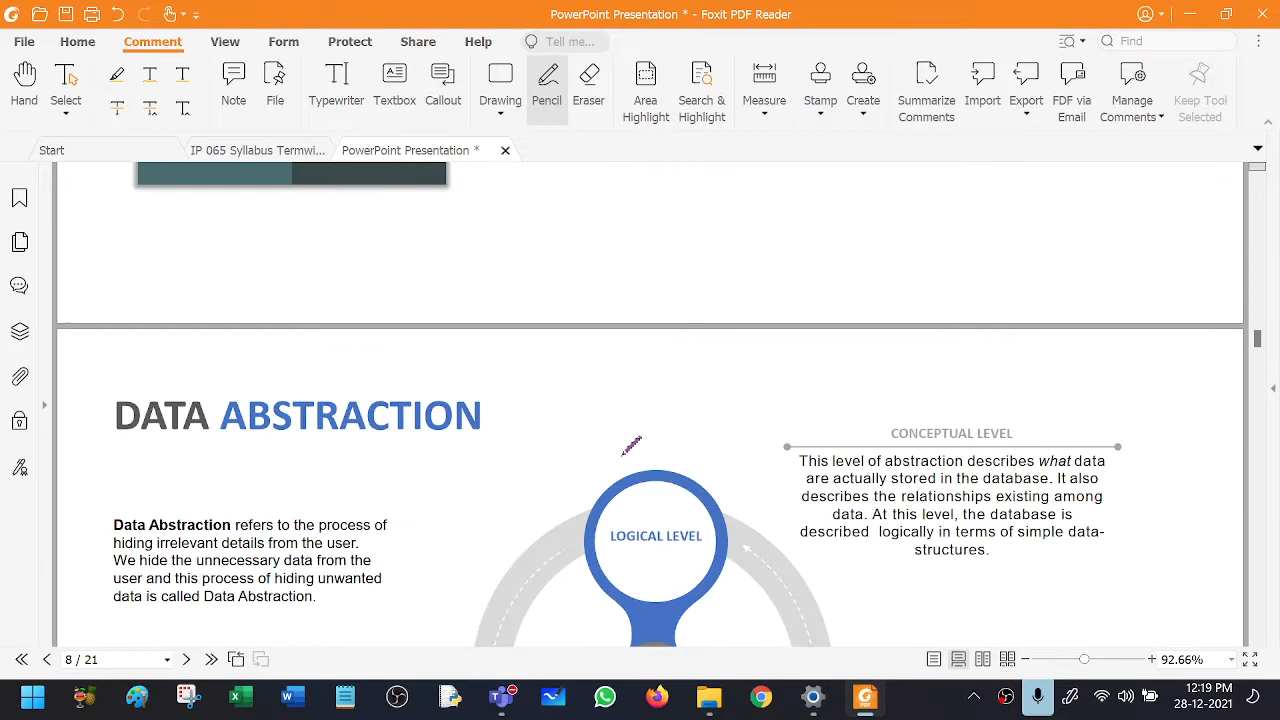 PowerPoint Presentation * - Foxit PDF Reader
File Home Comment View Form Protect Share Help Tell me... Find
Hand Select Note File Typewriter Textbox Callout Drawing Pencil Eraser Area Highlight Search & Highlight Measure Stamp Create Summarize Comments Import Export FDF via Email Manage Comments Keep Tool Selected
Start IP 065 Syllabus Termwi... PowerPoint Presentation *
DATA ABSTRACTION
Data Abstraction refers to the process of
hiding irrelevant details from the user.
We hide the unnecessary data from the
user and this process of hiding unwanted
data is called Data Abstraction.
LOGICAL LEVEL
CONCEPTUAL LEVEL
This level of abstraction describes what data
are actually stored in the database. It also
describes the relationships existing among
data. At this level, the database is
described logically in terms of simple data-
structures.
8 / 21 92.66%
12:19 PM
28-12-2021